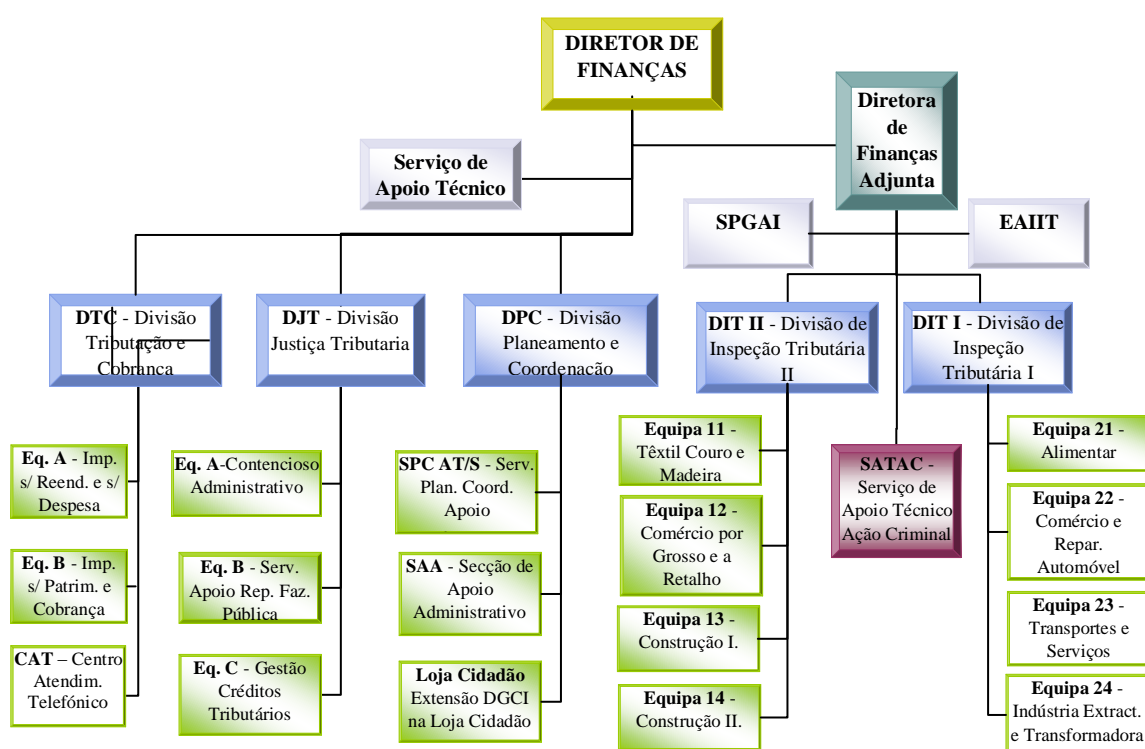 DIRETOR DE
FINANÇAS
Diretora
de
Finanças
Adjunta
Serviço de
Apoio Técnico
SPGAI
EAIIT
DTC - Divisão
Tributação e
Cobrança
DJT - Divisão
Justiça Tributaria
DPC - Divisão
Planeamento e
Coordenação
DIT II - Divisão de
Inspeção Tributária
II
DIT I - Divisão de
Inspeção
Tributária I
Eq. A - Imp.
s/ Reend. e s/
Despesa
Eq. B - Imp.
s/ Patrim. e
Cobrança
CAT – Centro
Atendim.
Telefónico
Eq. A-Contencioso
Administrativo
Eq. B - Serv.
Apoio Rep. Faz.
Pública
Eq. C - Gestão
Créditos
Tributários
SPC AT/S - Serv.
Plan. Coord.
Apoio
SAA - Secção de
Apoio
Administrativo
Loja Cidadão
Extensão DGCI
na Loja Cidadão
Equipa 11 -
Têxtil Couro e
Madeira
Equipa 12 -
Comércio por
Grosso e a
Retalho
Equipa 13 -
Construção I.
Equipa 14 -
Construção II.
SATAC -
Serviço de
Apoio Técnico
Ação Criminal
Equipa 21 -
Alimentar
Equipa 22 -
Comércio e
Repar.
Automóvel
Equipa 23 -
Transportes e
Serviços
Equipa 24 -
Indústria Extract.
e Transformadora